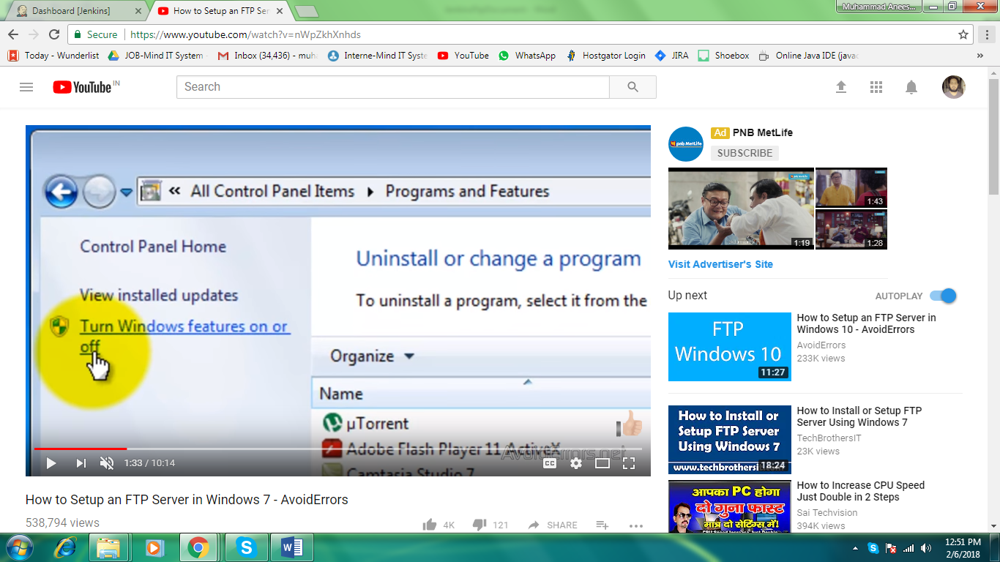 Dashboard [Jenkins]
How to Setup an FTP Ser
Muhammad Anees...
Secure
https://www.youtube.com/watch?v=nWpZkhXnhds
Today - Wunderlist
JOB-Mind IT System
Inbox (34,436) - muh
Interne-Mind IT Syste
YouTube
WhatsApp
Hostgator Login
JIRA
Shoebox
Online Java IDE (javac
»
YouTube IN
Search
All Control Panel Items
Programs and Features
Control Panel Home
View installed updates
Turn Windows features on or
off
Uninstall or change a program
To uninstall a program, select it from the
Organize
Name
µTorrent
Adobe Flash Player 11 ActiveX
Camtasia Studio 7
AvoidErrors.net
1:33 / 10:14
CC
How to Setup an FTP Server in Windows 7 - AvoidErrors
538,794 views
4K
121
SHARE
pnb MetLife
Ad PNB MetLife
SUBSCRIBE
1:19
1:43
1:28
Visit Advertiser's Site
Up next
AUTOPLAY
FTP
Windows 10
11:27
How to Setup an FTP Server in
Windows 10 - AvoidErrors
AvoidErrors
233K views
How to Install or
Setup FTP Server
Using Windows 7
www.techbrothersi
18:24
How to Install or Setup FTP
Server Using Windows 7
TechBrothersIT
23K views
आपका PC होगा
दो गुना फास्ट
मात्र दो सेटिंग्स में!
How to Increase CPU Speed
Just Double in 2 Steps
Sai Techvision
394K views
12:51 PM
2/6/2018